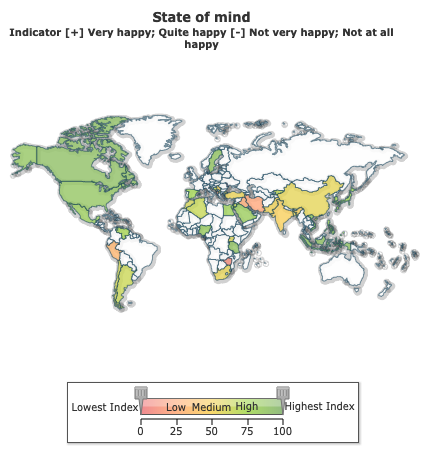 State of mind
Indicator [+] Very happy; Quite happy [-] Not very happy; Not at all
happy
Lowest Index Low Medium High Highest Index
0 25 50 75 100